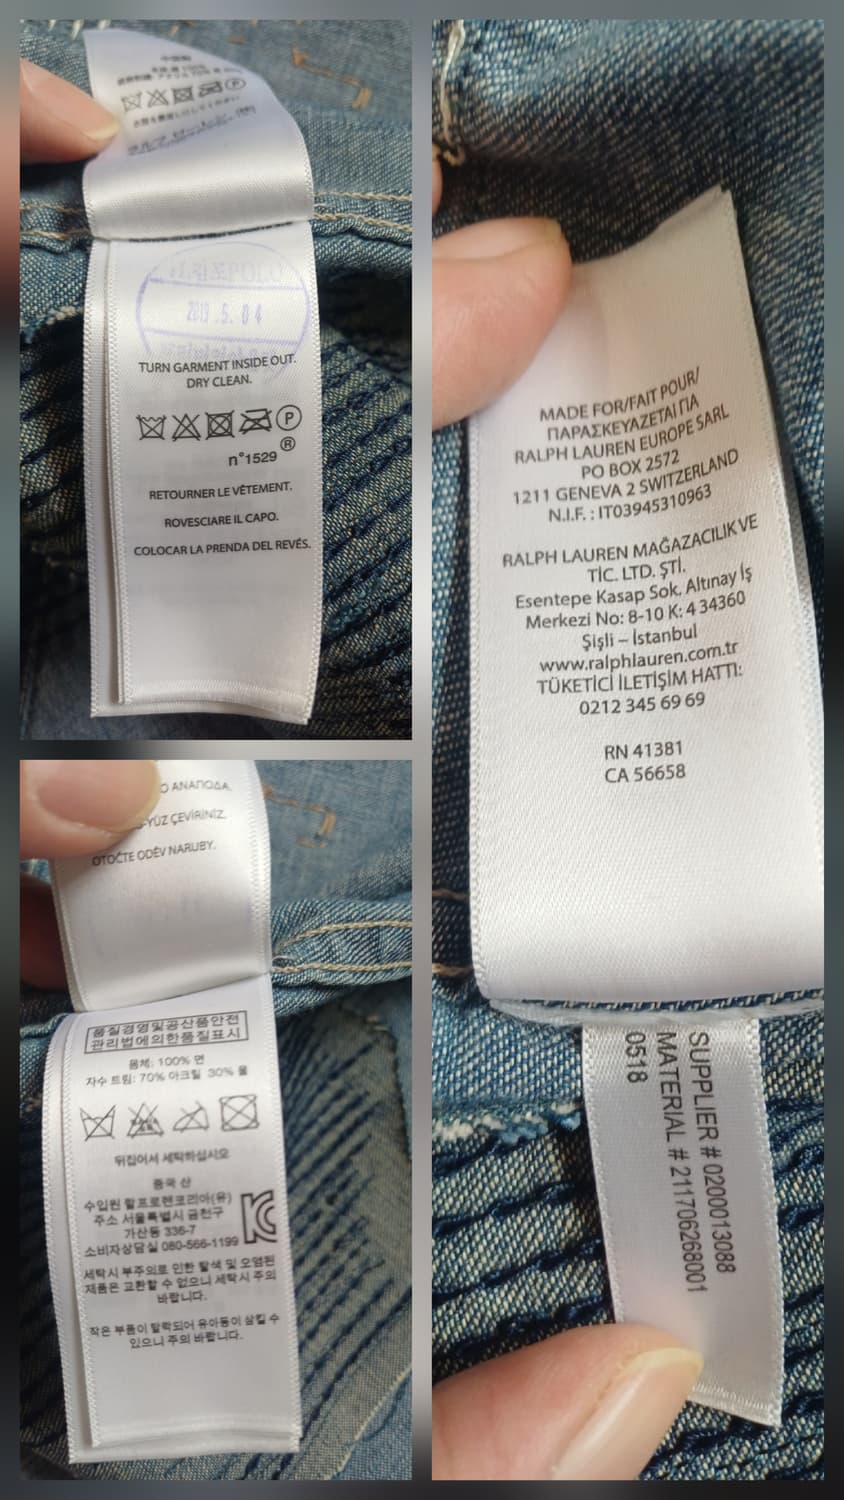 2019.5.04
TURN GARMENT INSIDE OUT.
DRY CLEAN.
P
®
n°1529
RETOURNER LE VÊTEMENT.
ROVESCIARE IL CAPO.
COLOCAR LA PRENDA DEL REVÉS.
ΑΝΑΠΟΔΑ.
-YÜZ ÇEVİRİNİZ.
OTOČTE ODĚV NARUBY.
품질경영및공산품안전
관리법에의한품질표시
몸체: 100% 면
자수 트림: 70% 아크릴 30% 울
뒤집어서 세탁하십시오
중국 산
수입원 랄프로렌코리아(유)
주소 서울특별시 금천구
가산동 336-7
소비자상담실 080-566-1199
세탁시 부주의로 인한 탈색 및 오염된
제품은 교환할 수 없으니 세탁시 주의
바랍니다.
작은 부품이 탈락되어 유아동이 삼킬 수
있으니 주의 바랍니다.
MADE FOR/FAIT POUR/
ΠΑΡΑΣΚΕΥΑΖΕΤΑΙ ΓΙΑ
RALPH LAUREN EUROPE SARL
PO BOX 2572
1211 GENEVA 2 SWITZERLAND
N.I.F. : IT03945310963
RALPH LAUREN MAĞAZACILIK VE
TİC. LTD. ŞTİ.
Esentepe Kasap Sok. Altınay İş
Merkezi No: 8-10 K: 4 34360
Şişli – İstanbul
www.ralphlauren.com.tr
TÜKETİCİ İLETİŞİM HATTI:
0212 345 69 69
RN 41381
CA 56658
SUPPLIER # 0200013088
MATERIAL # 211706268001
0518